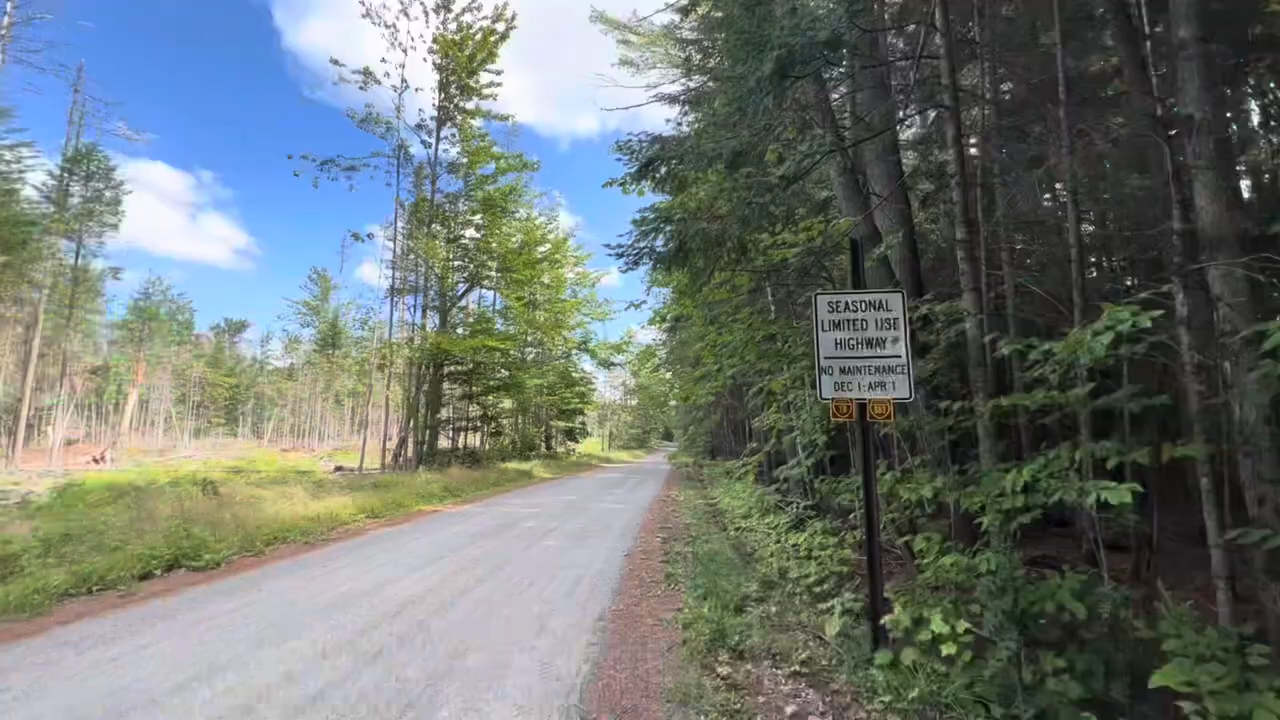 SEASONAL
LIMITED USE
HIGHWAY
NO MAINTENANCE
DEC 1-APR 1